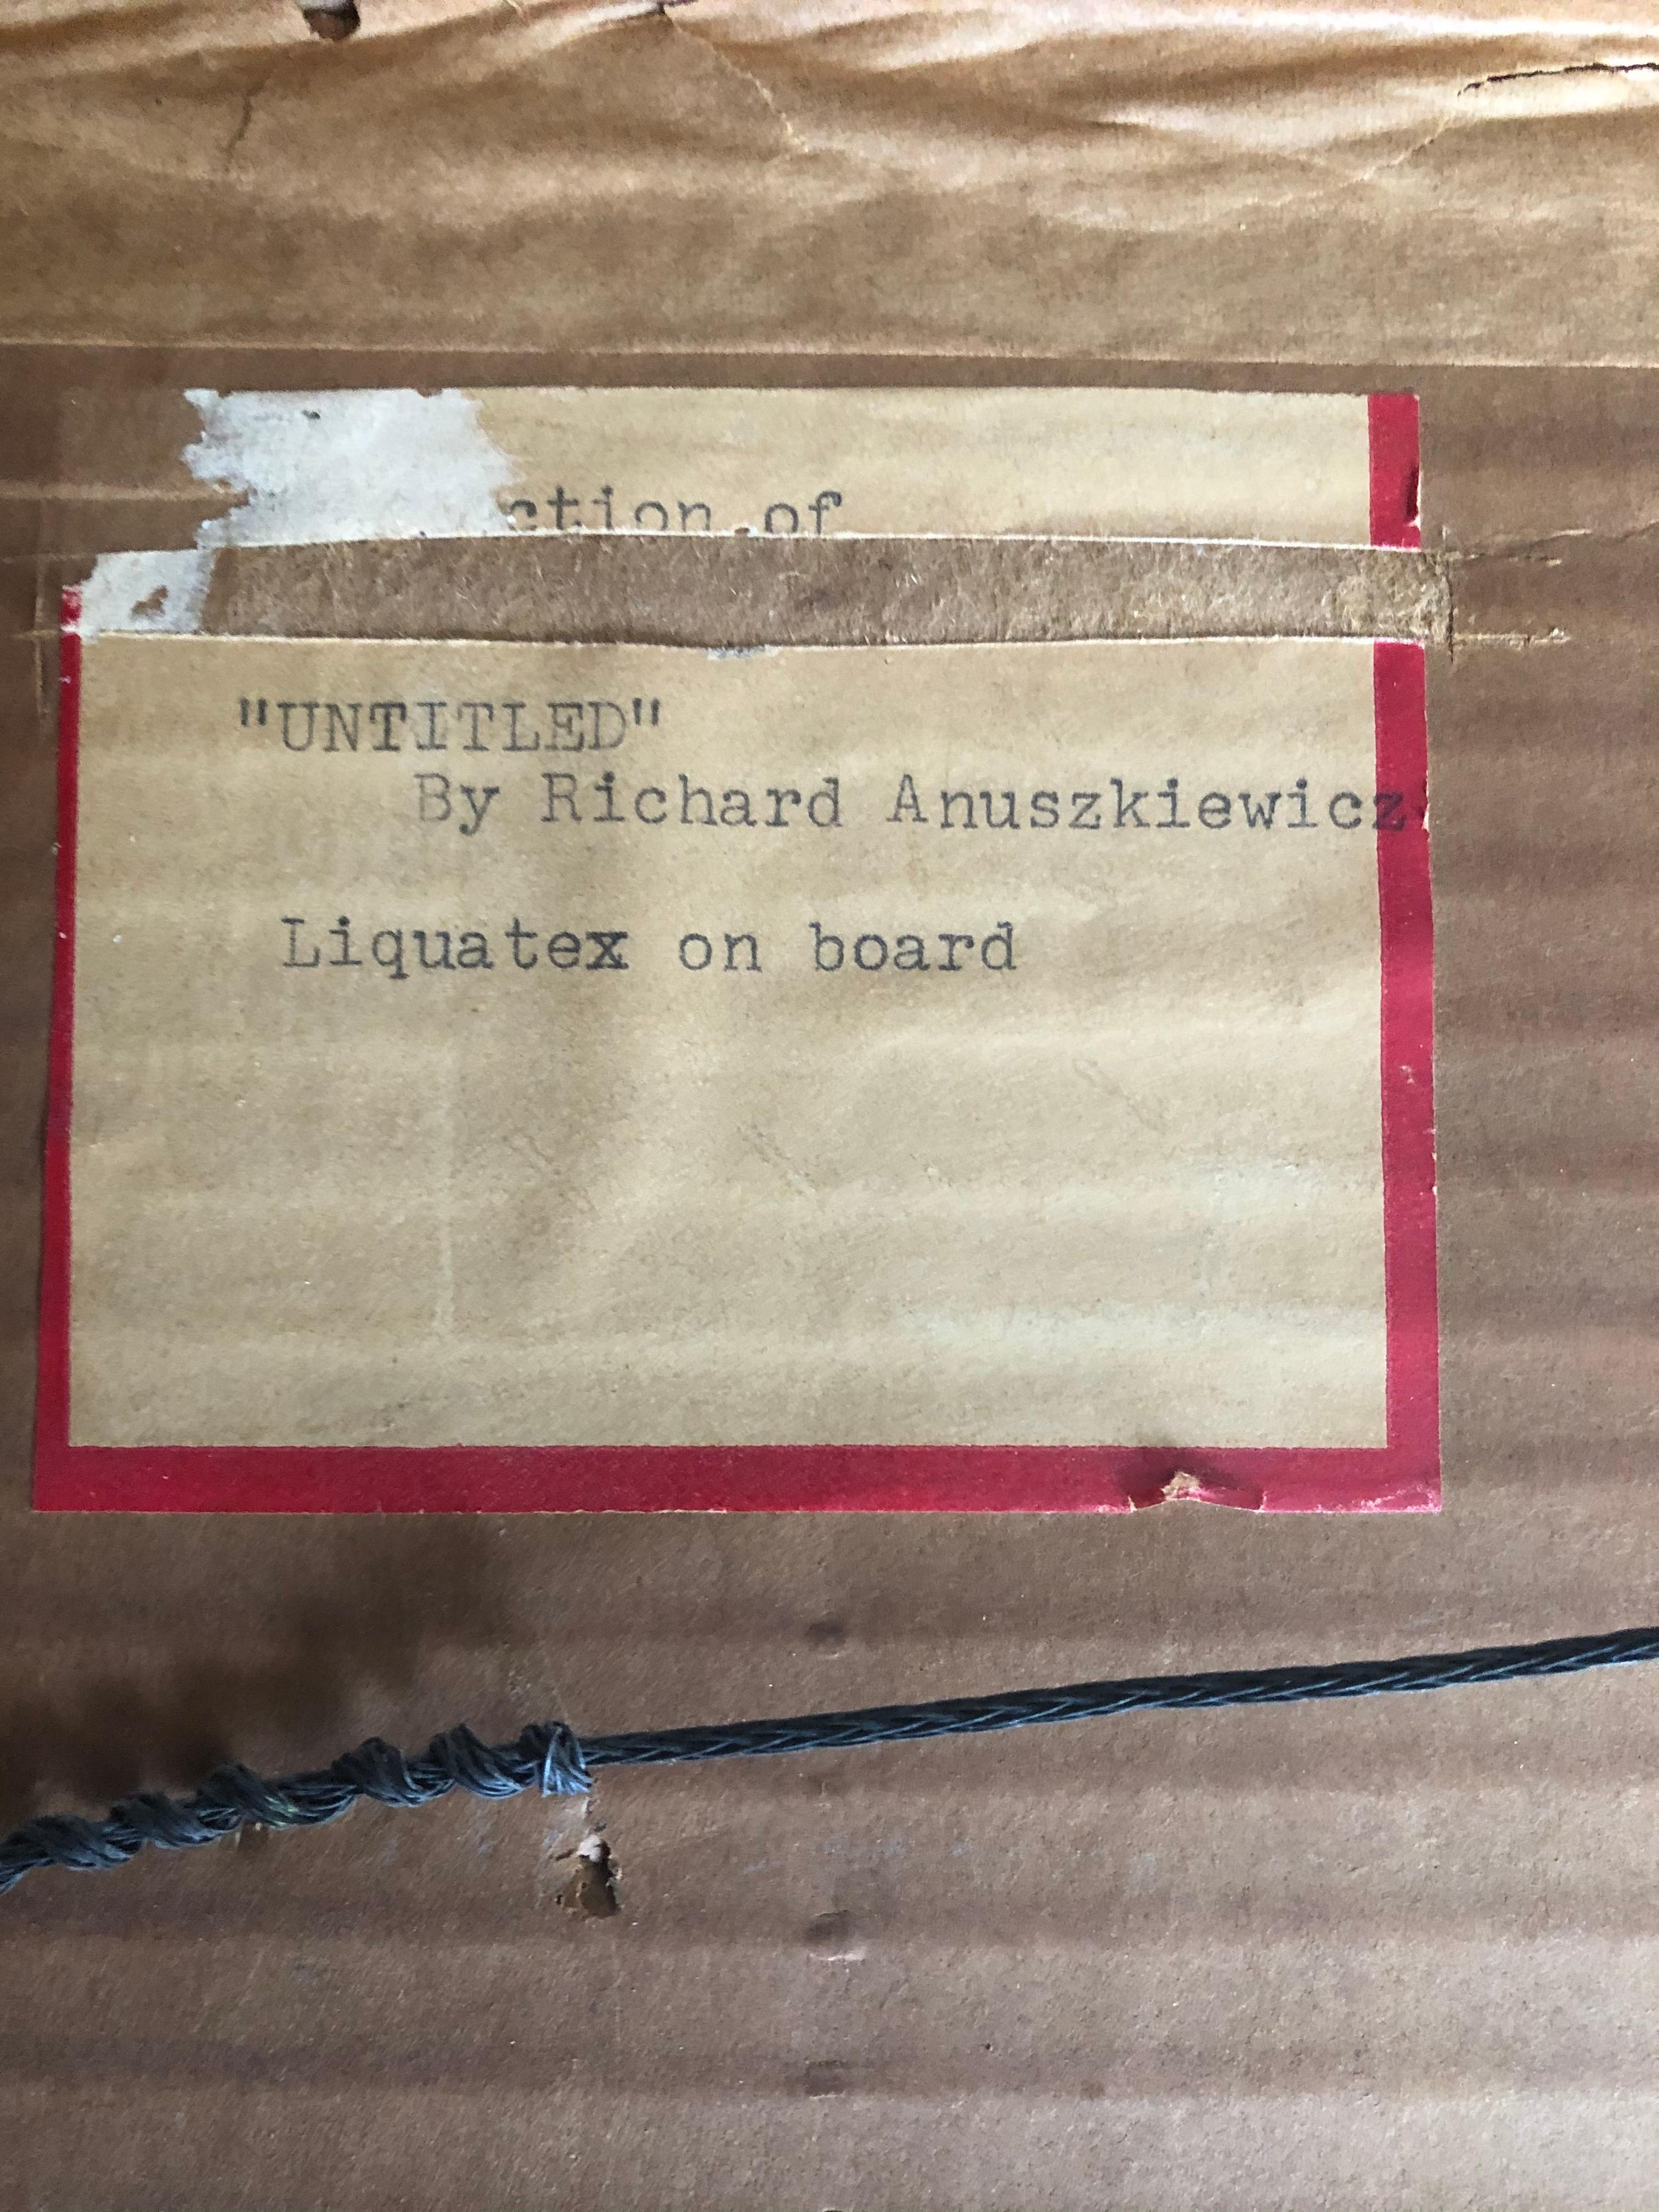 ction of
"UNTITLED"
By Richard Anuszkiewicz
Liquatex on board